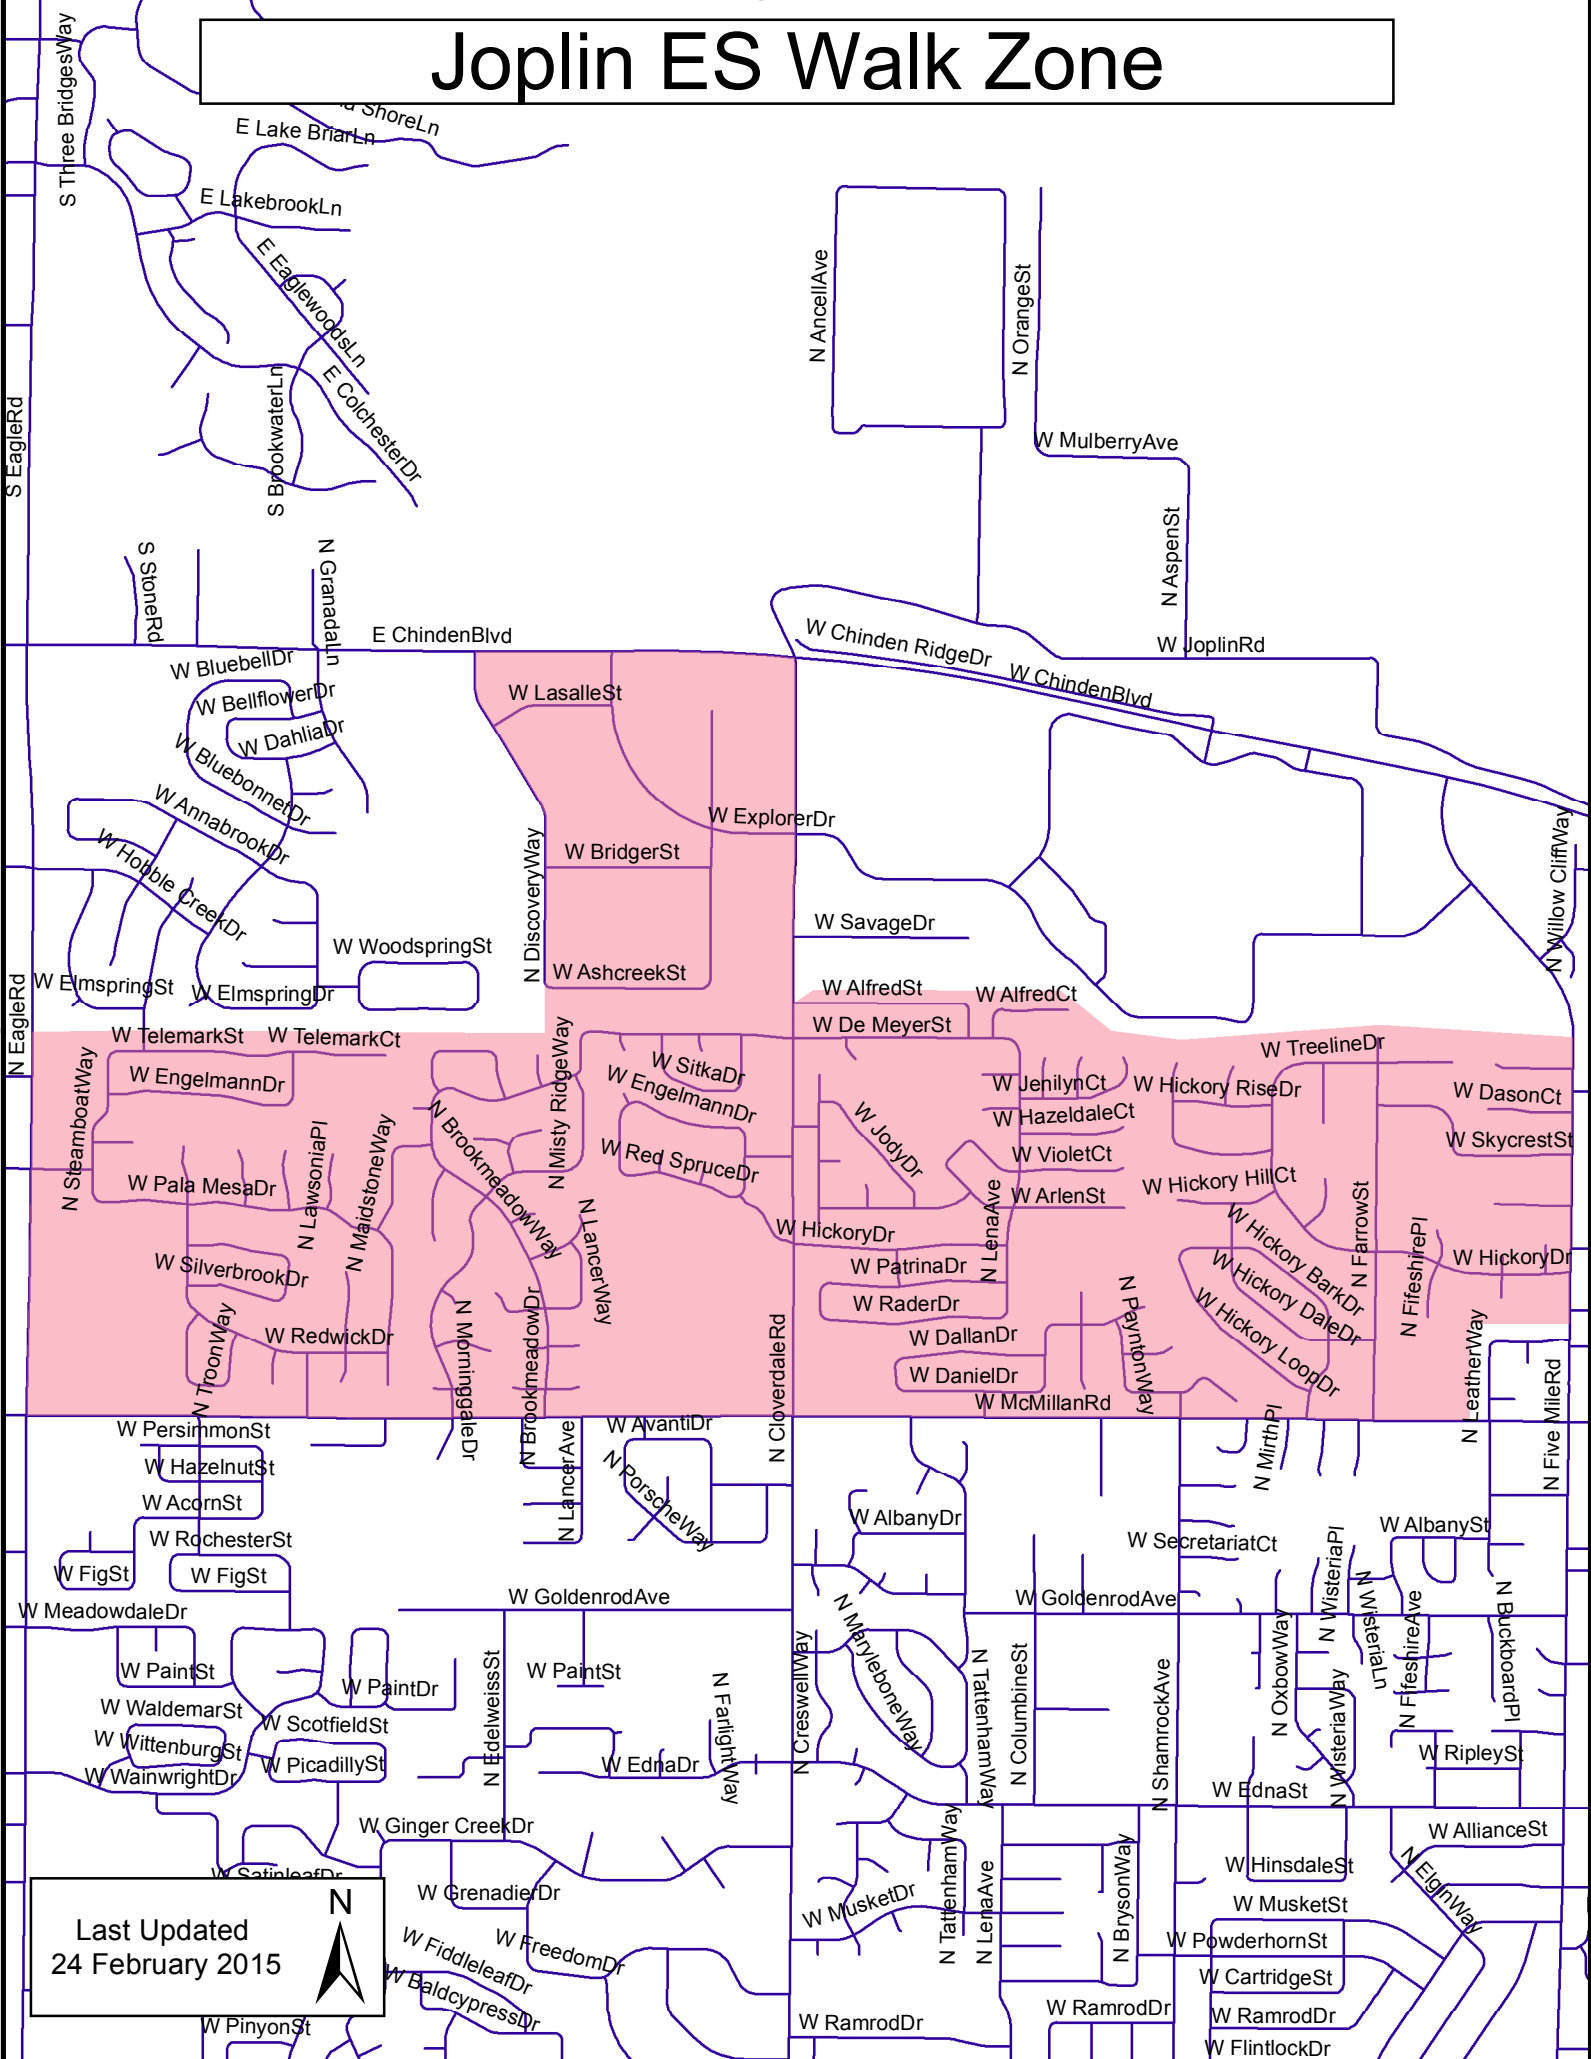 Joplin ES Walk Zone
S Three BridgesWay
ShoreLn
E Lake BriarLn
E LakebrookLn
E EaglewoodsLn
N AncellAve
N OrangeSt
E ColchesterDr
S BrookwaterLn
S EagleRd
W MulberryAve
N AspenSt
S StoneRd
N GranadaLn
E ChindenBlvd
W Chinden RidgeDr
W JoplinRd
W ChindenBlvd
W BluebellDr
W BellflowerDr
W DahliaDr
W BluebonnetDr
W LasalleSt
W AnnabrookDr
W ExplorerDr
W Hobble CreekDr
W BridgerSt
N DiscoveryWay
N Willow CliffWay
W SavageDr
W WoodspringSt
W AshcreekSt
W ElmspringSt
W ElmspringDr
W AlfredSt
W AlfredCt
N EagleRd
W De MeyerSt
W TelemarkSt
W TelemarkCt
W TreelineDr
W SitkaDr
W EngelmannDr
W EngelmannDr
W JenilynCt
W Hickory RiseDr
W DasonCt
N SteamboatWay
N BrookmeadowWay
N Misty RidgeWay
W JodyDr
W HazeldaleCt
W SkycrestSt
N LawsoniaPl
N MaidstoneWay
W Red SpruceDr
W VioletCt
W Pala MesaDr
W Hickory HillCt
W ArlenSt
N LancerWay
W HickoryDr
N LenaAve
W Hickory BarkDr
N FarrowSt
N FifeshirePl
W HickoryDr
W SilverbrookDr
W PatrinaDr
W Hickory DaleDr
W RaderDr
N PayntonWay
W Hickory LoopDr
N TroonWay
W RedwickDr
N MorninggaleDr
N BrookmeadowDr
N CloverdaleRd
W DallanDr
N LeatherWay
W DanielDr
N Five MileRd
W McMillanRd
W PersimmonSt
W AvantiDr
N MirthPl
W HazelnutSt
N LancerAve
N PorscheWay
W AcornSt
W AlbanyDr
W AlbanySt
W RochesterSt
W SecretariatCt
W FigSt
W FigSt
N WisteriaPl
W GoldenrodAve
W GoldenrodAve
N WisteriaLn
N FifeshireAve
N BuckboardPl
W MeadowdaleDr
N MaryleboneWay
N OxbowWay
W PaintSt
N EdelweissSt
W PaintSt
N CreswellWay
N TattenhamWay
N ColumbineSt
N ShamrockAve
W PaintDr
N FarlightWay
N WisteriaWay
W WaldemarSt
W ScotfieldSt
W WittenburgSt
W PicadillySt
W EdnaDr
W RipleySt
W WainwrightDr
W EdnaSt
W Ginger CreekDr
N TattenhamWay
W AllianceSt
N BrysonWay
W SatinleafDr
W HinsdaleSt
N ElginWay
W GrenadierDr
W MusketDr
N LenaAve
W MusketSt
N
Last Updated
24 February 2015
W FiddleleafDr
W FreedomDr
W PowderhornSt
W BaldcypressDr
W CartridgeSt
W RamrodDr
W RamrodDr
W RamrodDr
W PinyonSt
W FlintlockDr